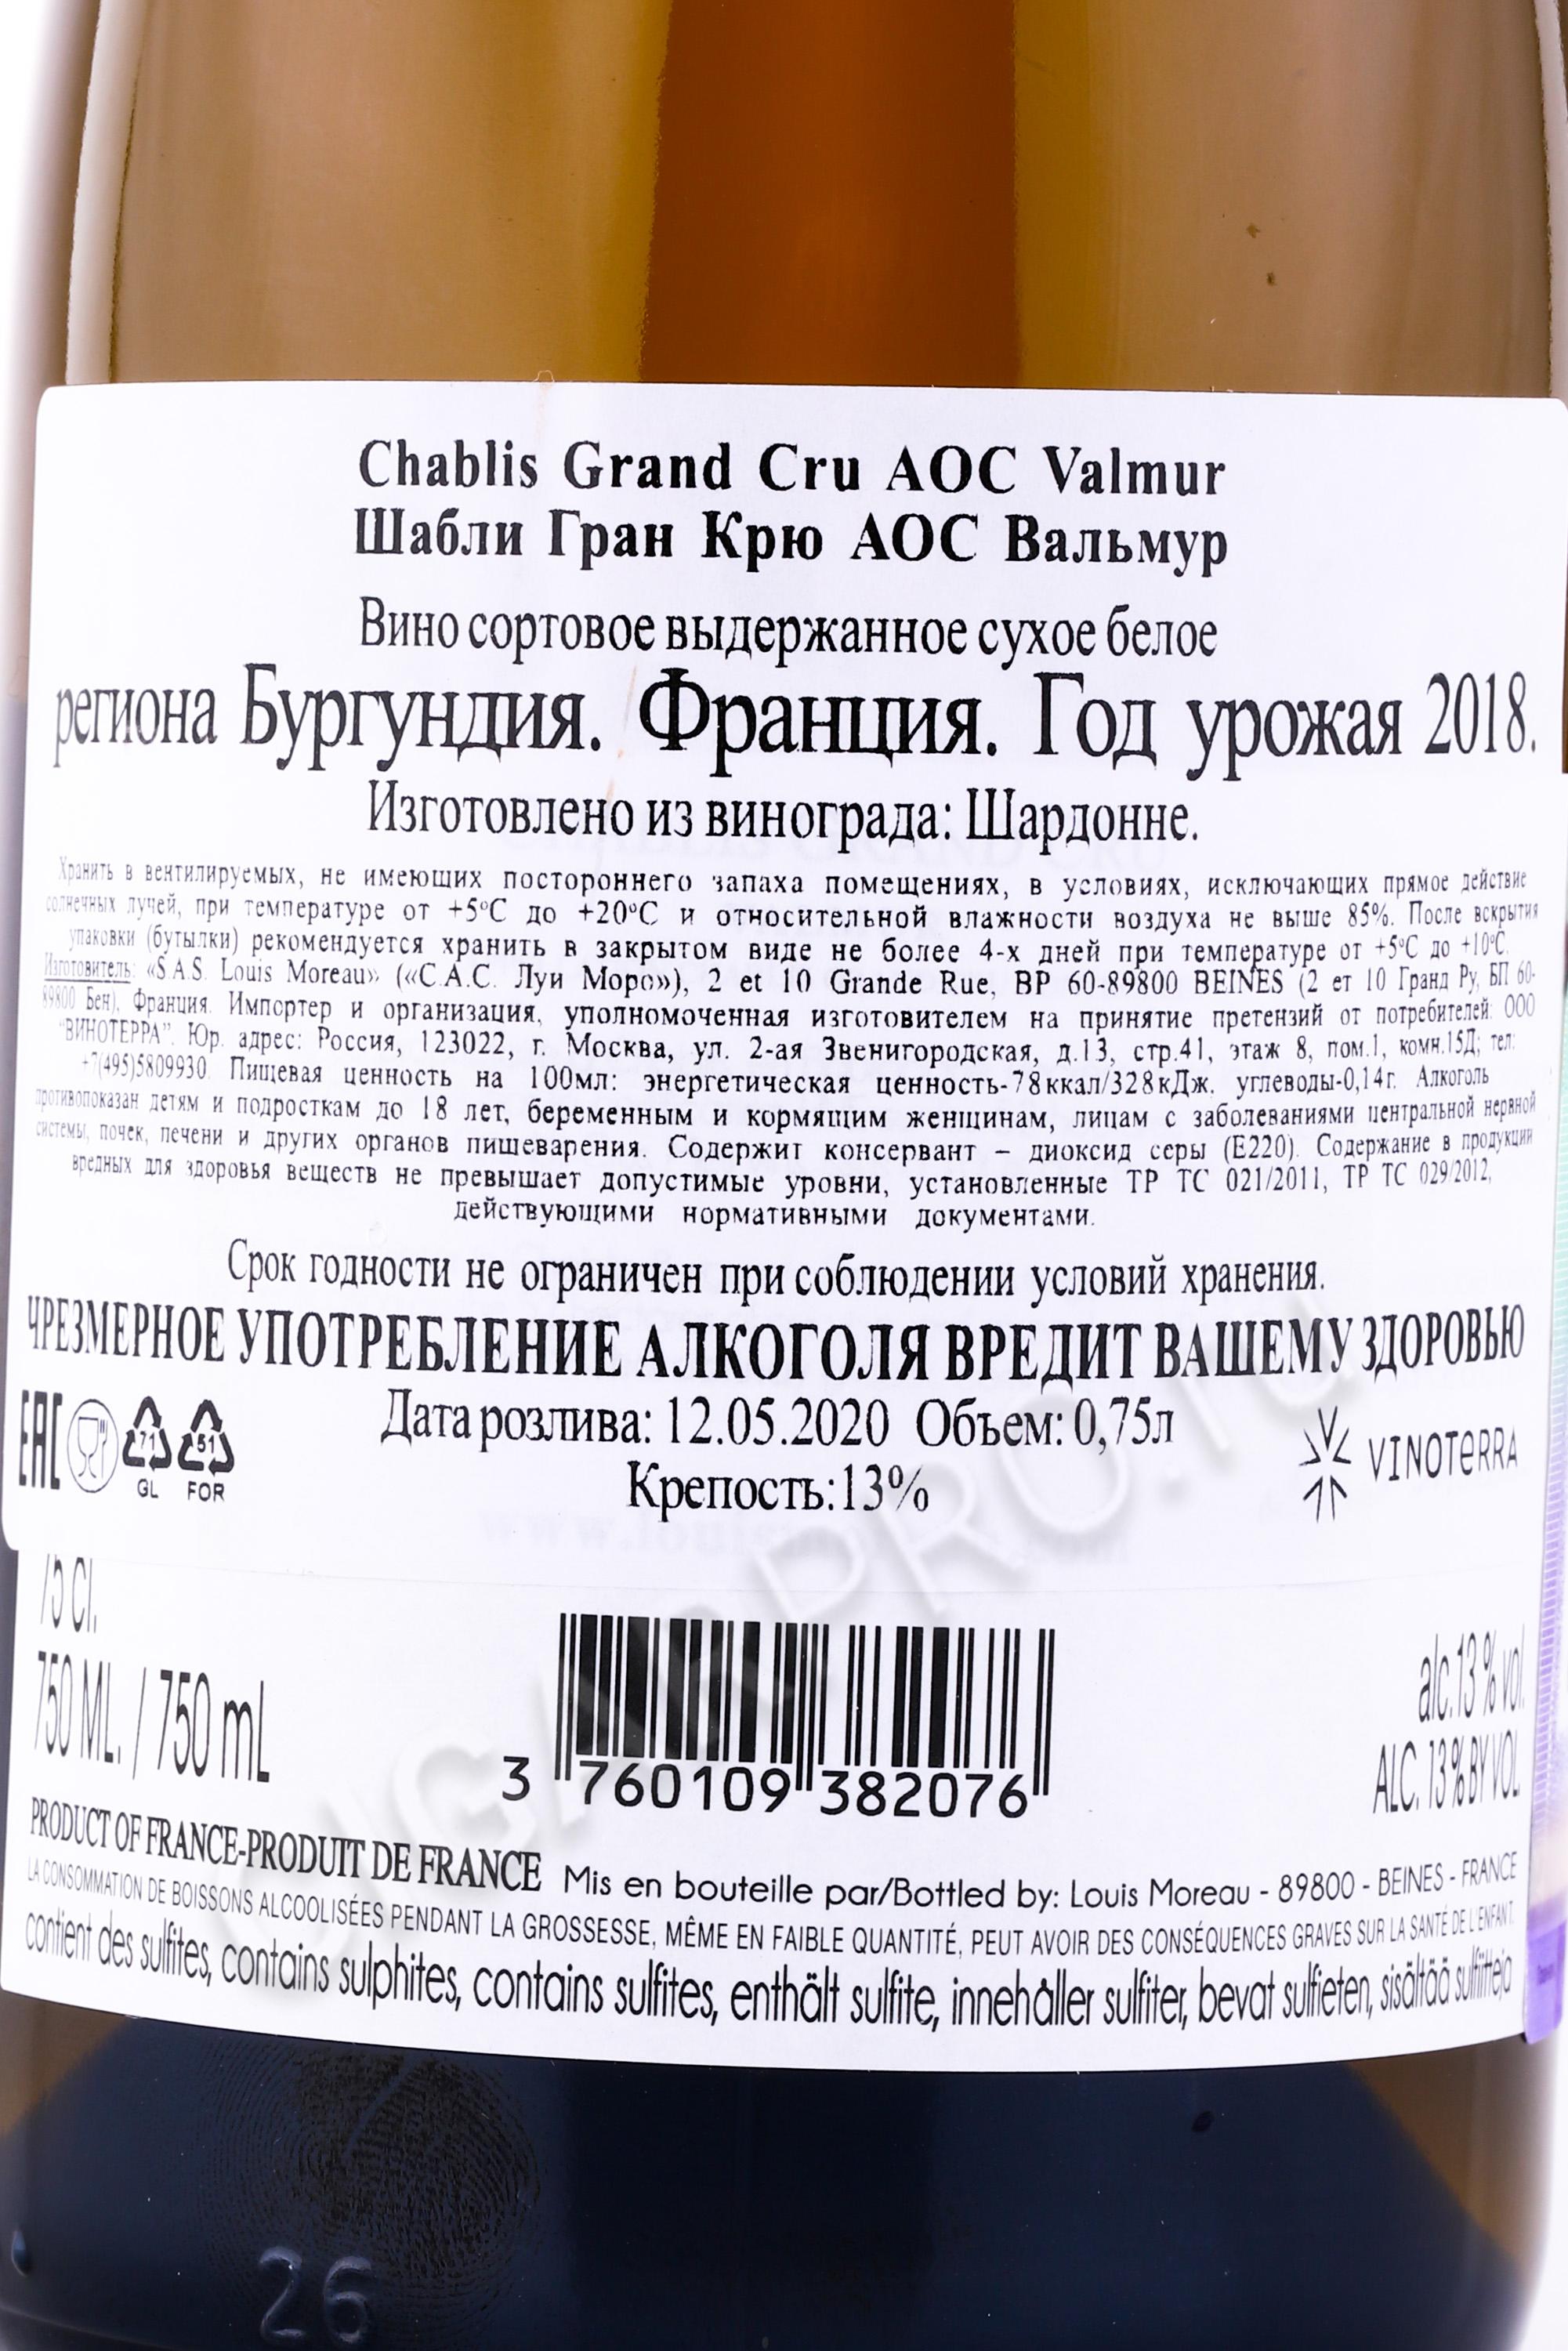 Chablis Grand Cru AOC Valmur
Шабли Гран Крю АОС Вальмур
Вино сортовое выдержанное сухое белое
региона Бургундия. Франция. Год урожая 2018.
Изготовлено из винограда: Шардонне.
Хранить в вентилируемых, не имеющих постороннего запаха помещениях, в условиях, исключающих прямое действие
солнечных лучей, при температуре от +5°С до +20°С и относительной влажности воздуха не выше 85%. После вскрытия
упаковки (бутылки) рекомендуется хранить в закрытом виде не более 4-х дней при температуре от +5°С до +10°С.
Изготовитель: «S.A.S. Louis Moreau» («С.А.С. Луи Моро»), 2 et 10 Grande Rue, BP 60-89800 BEINES (2 ет 10 Гранд Ру, БП 60-
89800 Бен), Франция. Импортер и организация, уполномоченная изготовителем на принятие претензий от потребителей: ООО
"ВИНОТЕРРА". Юр. адрес: Россия, 123022, г. Москва, ул. 2-ая Звенигородская, д.13, стр.41, этаж 8, пом.1, комн.15Д; тел:
+7(495)5809930. Пищевая ценность на 100мл: энергетическая ценность-78ккал/328кДж, углеводы-0,14г. Алкоголь
противопоказан детям и подросткам до 18 лет, беременным и кормящим женщинам, лицам с заболеваниями центральной нервной
системы, почек, печени и других органов пищеварения. Содержит консервант – диоксид серы (Е220). Содержание в продукции
вредных для здоровья веществ не превышает допустимые уровни, установленные ТР ТС 021/2011, ТР ТС 029/2012,
действующими нормативными документами.
Срок годности не ограничен при соблюдении условий хранения.
ЧРЕЗМЕРНОЕ УПОТРЕБЛЕНИЕ АЛКОГОЛЯ ВРЕДИТ ВАШЕМУ ЗДОРОВЬЮ
EAC 71 GL 51 FOR
Дата розлива: 12.05.2020 Объем: 0,75л
Крепость:13%
VINOTERRA
75 cl.
750 ML. / 750 mL
3 760109 382076
alc.13 % vol.
ALC. 13% BY VOL
PRODUCT OF FRANCE-PRODUIT DE FRANCE Mis en bouteille par/Bottled by: Louis Moreau - 89800 - BEINES - FRANCE
LA CONSOMMATION DE BOISSONS ALCOOLISÉES PENDANT LA GROSSESSE, MÊME EN FAIBLE QUANTITÉ, PEUT AVOIR DES CONSÉQUENCES GRAVES SUR LA SANTÉ DE L'ENFANT.
contient des sulfites, contains sulphites, contains sulfites, enthält sulfite, innehåller sulfiter, bevat sulfieten, sisältää sulfiitteja
26
CIGARPRO.ru